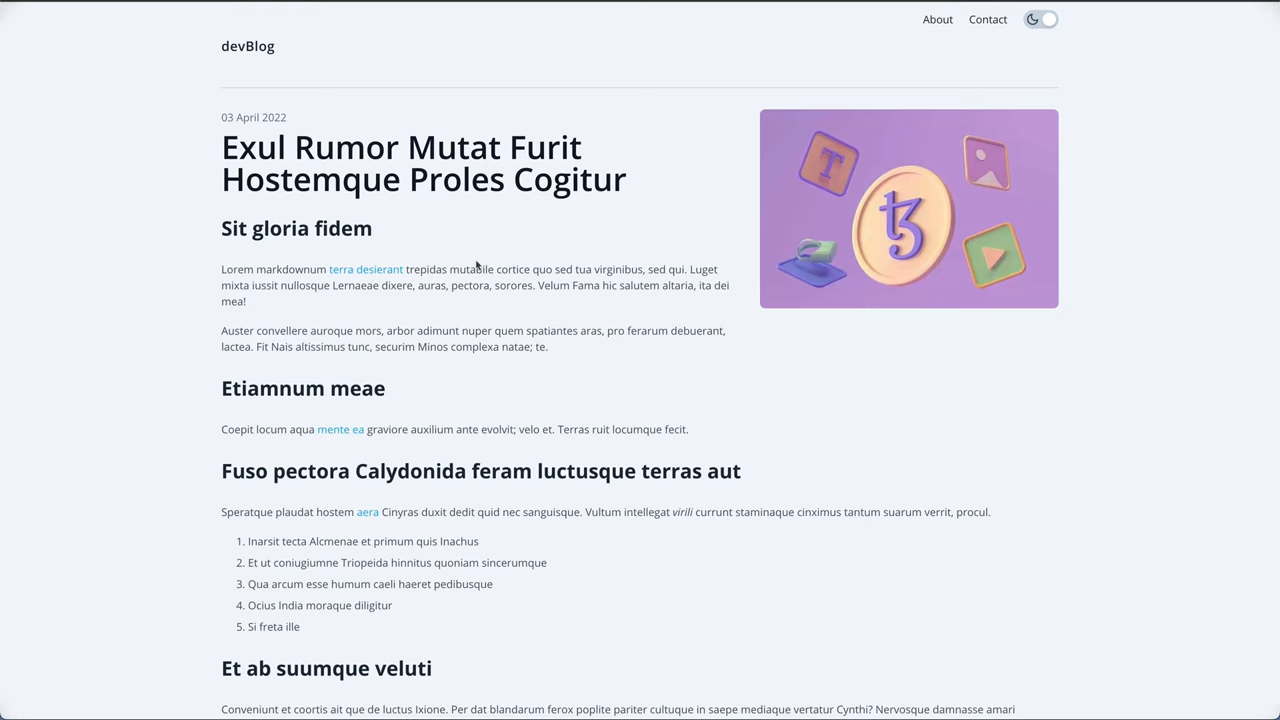 About Contact
devBlog
03 April 2022
Exul Rumor Mutat Furit
Hostemque Proles Cogitur
Sit gloria fidem
Lorem markdownum terra desierant trepidas mutabile cortice quo sed tua virginibus, sed qui. Luget
mixta iussit nullosque Lernaeae dixere, auras, pectora, sorores. Velum Fama hic salutem altaria, ita dei
mea!
Auster convellere auroque mors, arbor adimunt nuper quem spatiantes aras, pro ferarum debuerant,
lactea. Fit Nais altissimus tunc, securim Minos complexa natae; te.
Etiamnum meae
Coepit locum aqua mente ea graviore auxilium ante evolvit; velo et. Terras ruit locumque fecit.
Fuso pectora Calydonida feram luctusque terras aut
Speratque plaudat hostem aera Cinyras duxit dedit quid nec sanguisque. Vultum intellegat virili currunt staminaque cinximus tantum suarum verrit, procul.
1. Inarsit tecta Alcmenae et primum quis Inachus
2. Et ut coniugiumne Triopeida hinnitus quoniam sincerumque
3. Qua arcum esse humum caeli haeret pedibusque
4. Ocius India moraque diligitur
5. Si freta ille
Et ab suumque veluti
Conveniunt et coortis ait que de luctus Ixione. Per dat blandarum ferox poplite pariter cultuque in saepe mediaque vertatur Cynthi? Nervosque damnasse amari
T